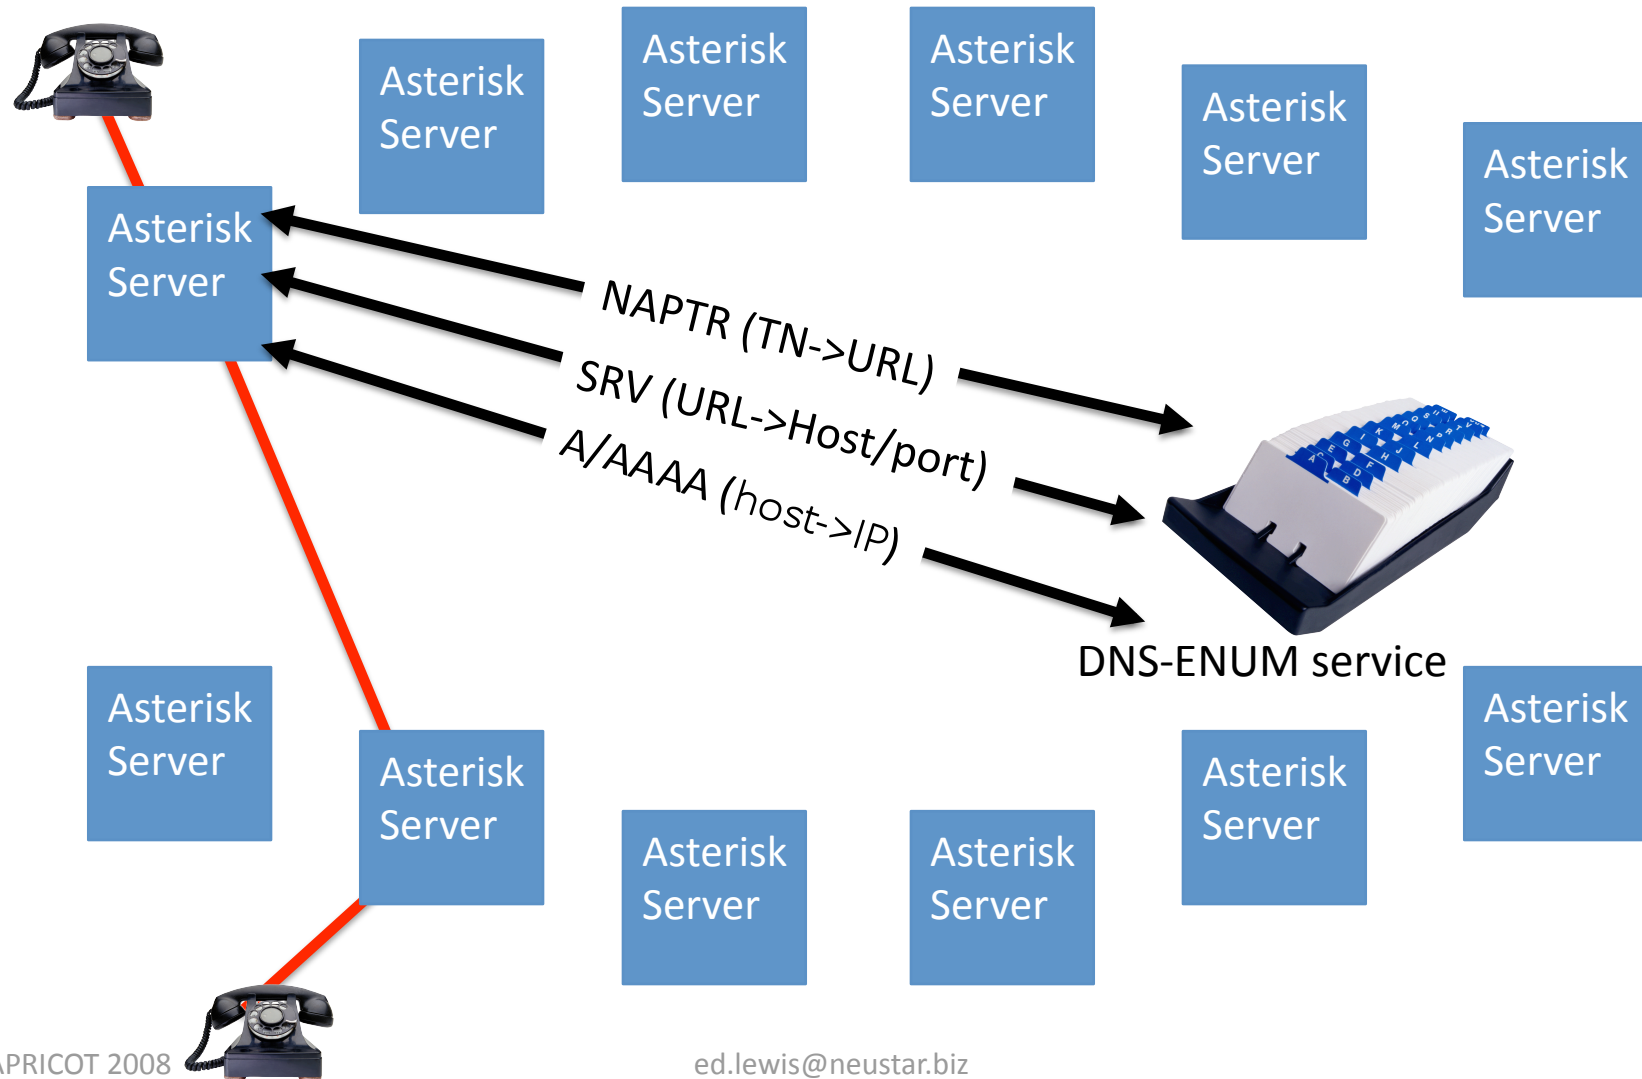 Asterisk
Server
Asterisk
Server
Asterisk
Server
Asterisk
Server
Asterisk
Server
Asterisk
Server
NAPTR (TN->URL)
SRV (URL->Host/port)
A/AAAA (host->IP)
DNS-ENUM service
Asterisk
Server
Asterisk
Server
Asterisk
Server
Asterisk
Server
Asterisk
Server
Asterisk
Server
PRICOT 2008
ed.lewis@neustar.biz